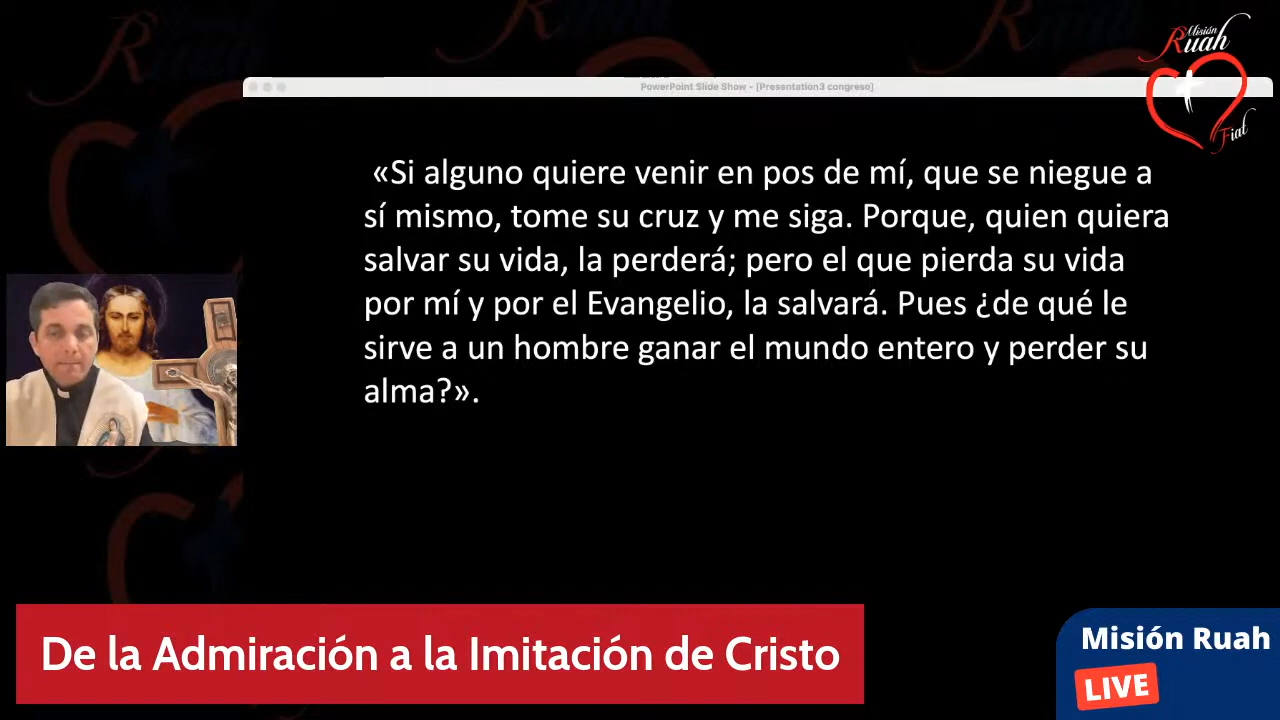 Misión
Ruah
Fiat
PowerPoint Slide Show - [Presentation3 congreso]
«Si alguno quiere venir en pos de mí, que se niegue a
sí mismo, tome su cruz y me siga. Porque, quien quiera
salvar su vida, la perderá; pero el que pierda su vida
por mí y por el Evangelio, la salvará. Pues ¿de qué le
sirve a un hombre ganar el mundo entero y perder su
alma?».
De la Admiración a la Imitación de Cristo
Misión Ruah
LIVE